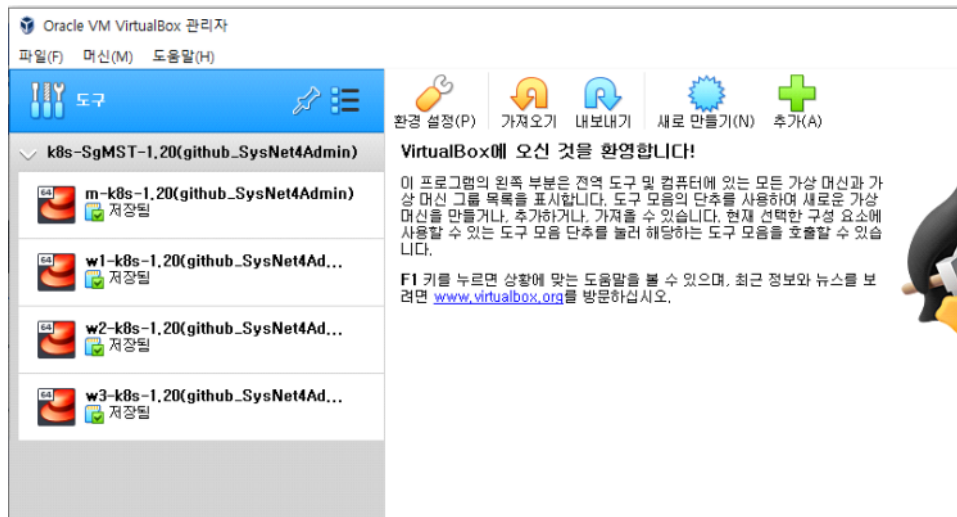 Oracle VM VirtualBox 관리자
파일(F) 머신(M) 도움말(H)
도구
환경 설정(P) 가져오기 내보내기 새로 만들기(N) 추가(A)
k8s-SgMST-1.20(github_SysNet4Admin)
64
m-k8s-1.20(github_SysNet4Admin)
저장됨
64
w1-k8s-1.20(github_SysNet4Ad...
저장됨
64
w2-k8s-1.20(github_SysNet4Ad...
저장됨
64
w3-k8s-1.20(github_SysNet4Ad...
저장됨
VirtualBox에 오신 것을 환영합니다!
이 프로그램의 왼쪽 부분은 전역 도구 및 컴퓨터에 있는 모든 가상 머신과 가
상 머신 그룹 목록을 표시합니다. 도구 모음의 단추를 사용하여 새로운 가상
머신을 만들거나, 추가하거나, 가져올 수 있습니다. 현재 선택한 구성 요소에
사용할 수 있는 도구 모음 단추를 눌러 해당하는 도구 모음을 호출할 수 있습
니다.
F1 키를 누르면 상황에 맞는 도움말을 볼 수 있으며, 최근 정보와 뉴스를 보
려면 www.virtualbox.org를 방문하십시오.